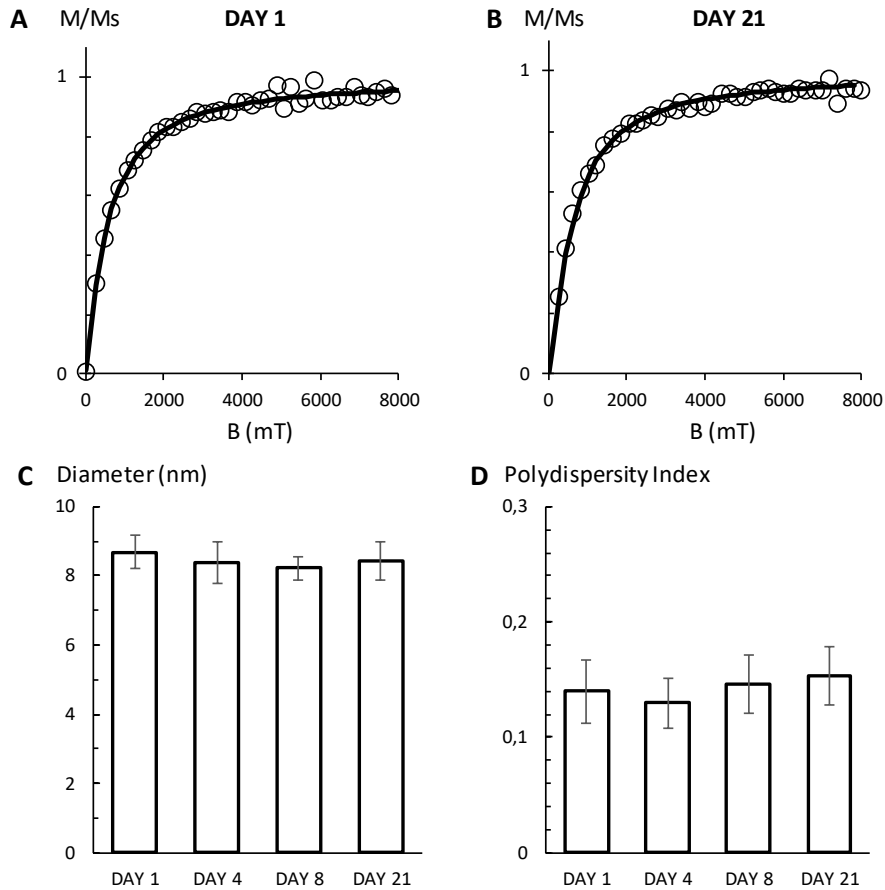 A M/Ms DAY 1
1
0
0 2000 4000 6000 8000
B (mT)
B M/Ms DAY 21
1
0
0 2000 4000 6000 8000
B (mT)
C Diameter (nm)
10
8
6
4
2
0
DAY 1 DAY 4 DAY 8 DAY 21
D Polydispersity Index
0,3
0,2
0,1
0
DAY 1 DAY 4 DAY 8 DAY 21